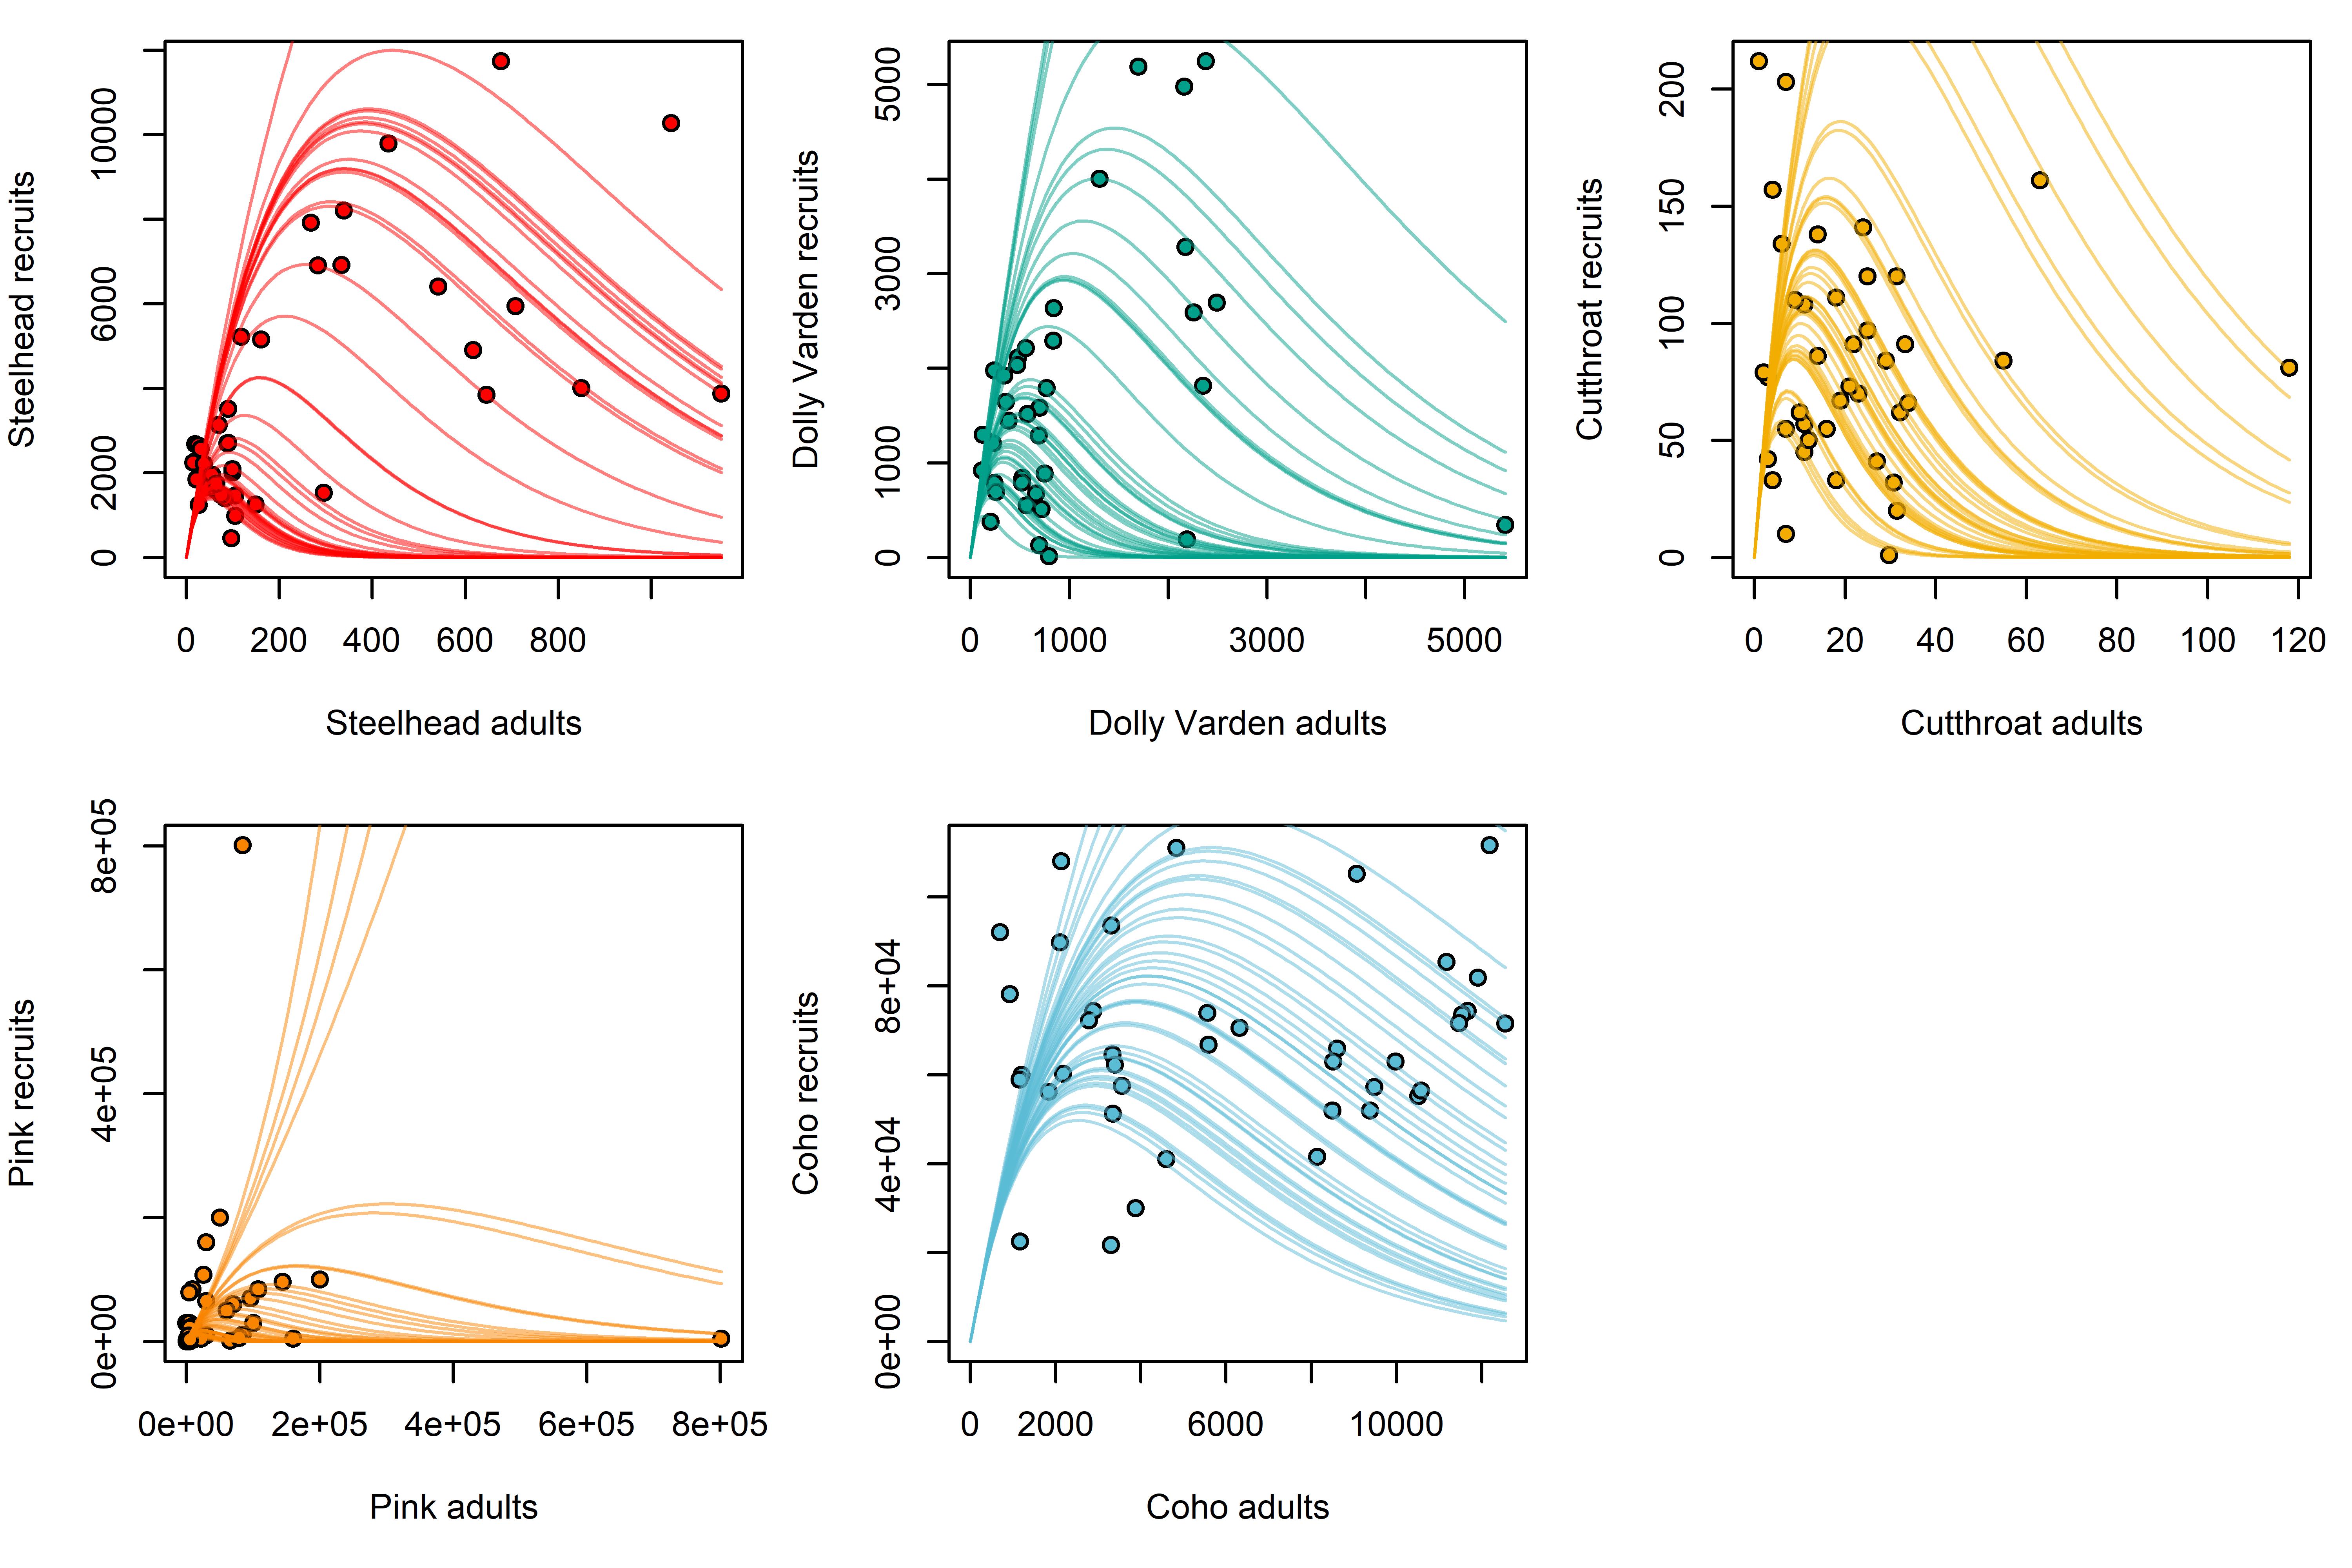 Steelhead recruits
0 2000 6000 10000
0 200 400 600 800
Steelhead adults
Dolly Varden recruits
0 1000 3000 5000
0 1000 3000 5000
Dolly Varden adults
Cutthroat recruits
0 50 100 150 200
0 20 40 60 80 100 120
Cutthroat adults
Pink recruits
0e+00 4e+05 8e+05
0e+00 2e+05 4e+05 6e+05 8e+05
Pink adults
Coho recruits
0e+00 4e+04 8e+04
0 2000 6000 10000
Coho adults